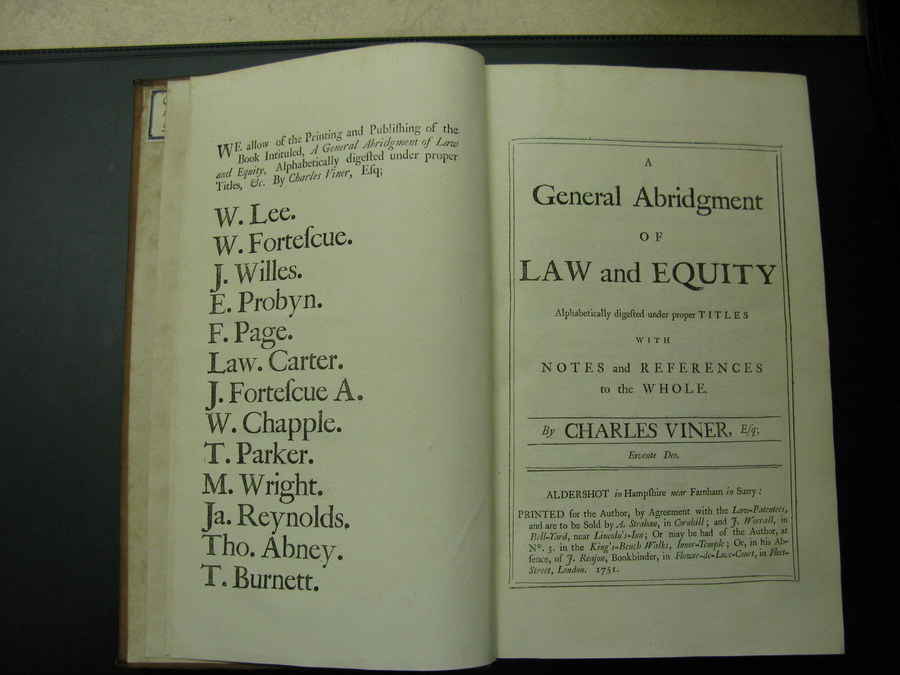 WE allow of the Printing and Publiſhing of the
Book Intituled, A General Abridgment of Law
and Equity, Alphabetically digeſted under proper
Titles, &c. By Charles Viner, Eſq;
W. Lee.
W. Forteſcue.
J. Willes.
E. Probyn.
F. Page.
Law. Carter.
J. Forteſcue A.
W. Chapple.
T. Parker.
M. Wright.
Ja. Reynolds.
Tho. Abney.
T. Burnett.
A
General Abridgment
OF
LAW and EQUITY
Alphabetically digeſted under proper TITLES
WITH
NOTES and REFERENCES
to the WHOLE.
By CHARLES VINER, Eſq;
Favente Deo.
ALDERSHOT in Hampſhire near Farnham in Surry:
PRINTED for the Author, by Agreement with the Law-Patentees,
and are to be Sold by A. Strahan, in Cornhill; and J. Worrall, in
Bell-Yard, near Lincoln's-Inn; Or may be had of the Author, at
Nº. 3. in the King's-Bench Walks, Inner-Temple; Or, in his Ab-
ſence, of J. Reaſon, Bookbinder, in Flower-de-Luce-Court, in Fleet-
Street, London. 1751.